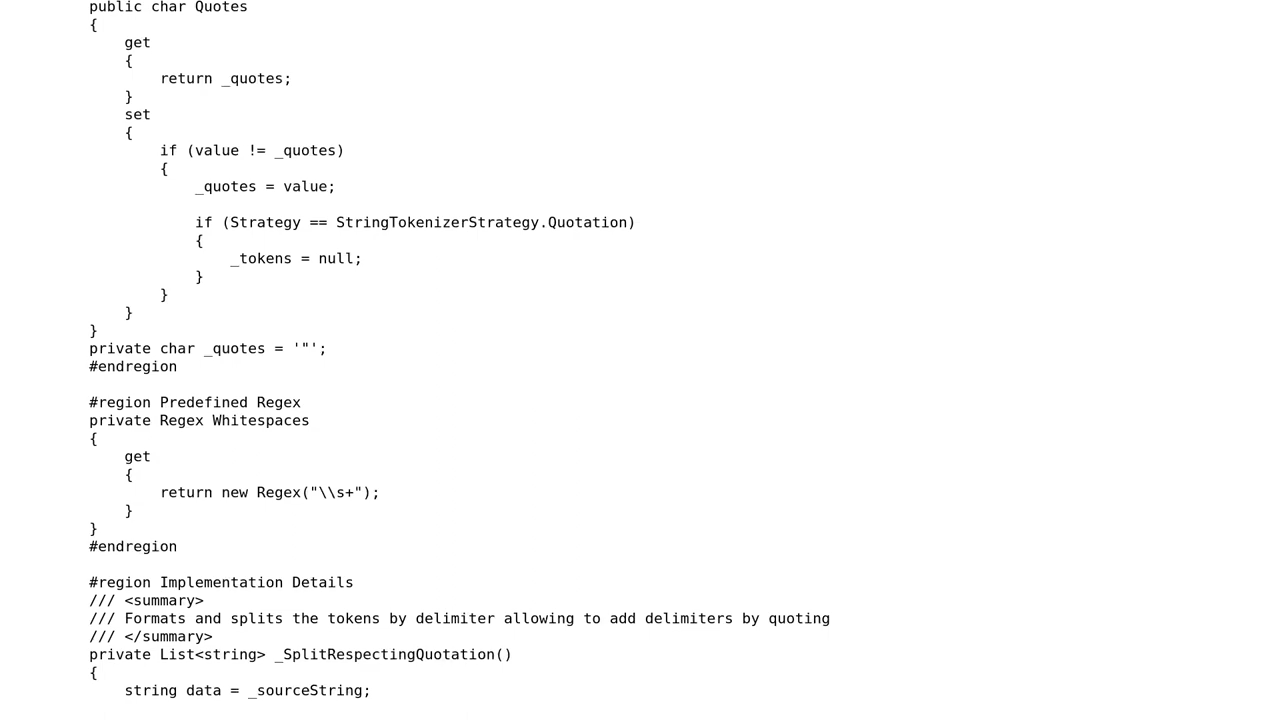 public char Quotes
{
    get
    {
        return _quotes;
    }
    set
    {
        if (value != _quotes)
        {
            _quotes = value;

            if (Strategy == StringTokenizerStrategy.Quotation)
            {
                _tokens = null;
            }
        }
    }
}
private char _quotes = '"';
#endregion

#region Predefined Regex
private Regex Whitespaces
{
    get
    {
        return new Regex("\\s+");
    }
}
#endregion

#region Implementation Details
/// <summary>
/// Formats and splits the tokens by delimiter allowing to add delimiters by quoting
/// </summary>
private List<string> _SplitRespectingQuotation()
{
    string data = _sourceString;